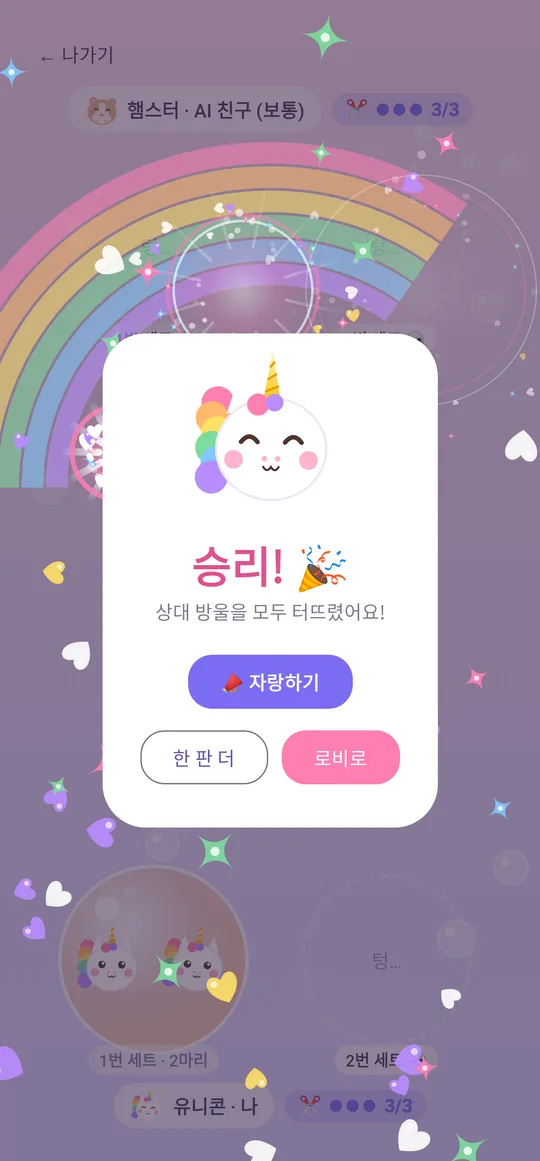 ← 나가기
햄스터 · AI 친구 (보통)
3/3
텅...
승리! 🎉
상대 방울을 모두 터뜨렸어요!
📣 자랑하기
한 판 더
로비로
텅...
1번 세트 · 2마리
2번 세트
유니콘 · 나
3/3